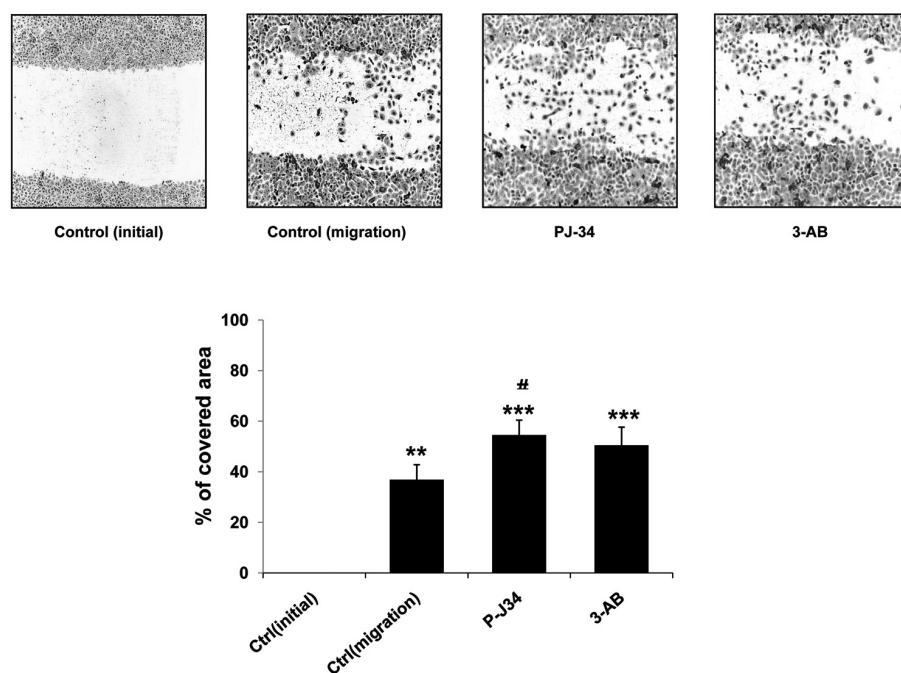 Control (initial)
Control (migration)
PJ-34
3-AB
100
80
60
40
20
0
% of covered area
**
#
***
***
Ctrl(initial)
Ctrl(migration)
P-J34
3-AB